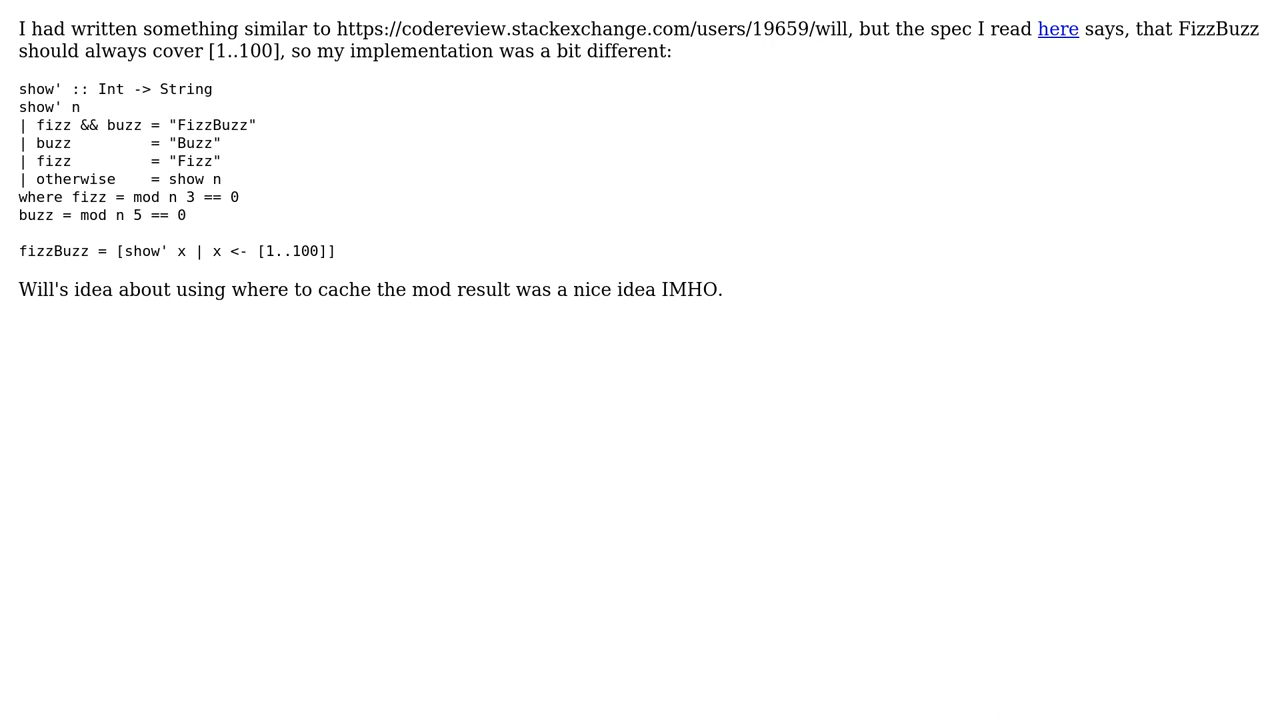 I had written something similar to https://codereview.stackexchange.com/users/19659/will, but the spec I read here says, that FizzBuzz
should always cover [1..100], so my implementation was a bit different:
show' :: Int -> String
show' n
| fizz && buzz = "FizzBuzz"
| buzz         = "Buzz"
| fizz         = "Fizz"
| otherwise    = show n
where fizz = mod n 3 == 0
buzz = mod n 5 == 0
fizzBuzz = [show' x | x <- [1..100]]
Will's idea about using where to cache the mod result was a nice idea IMHO.